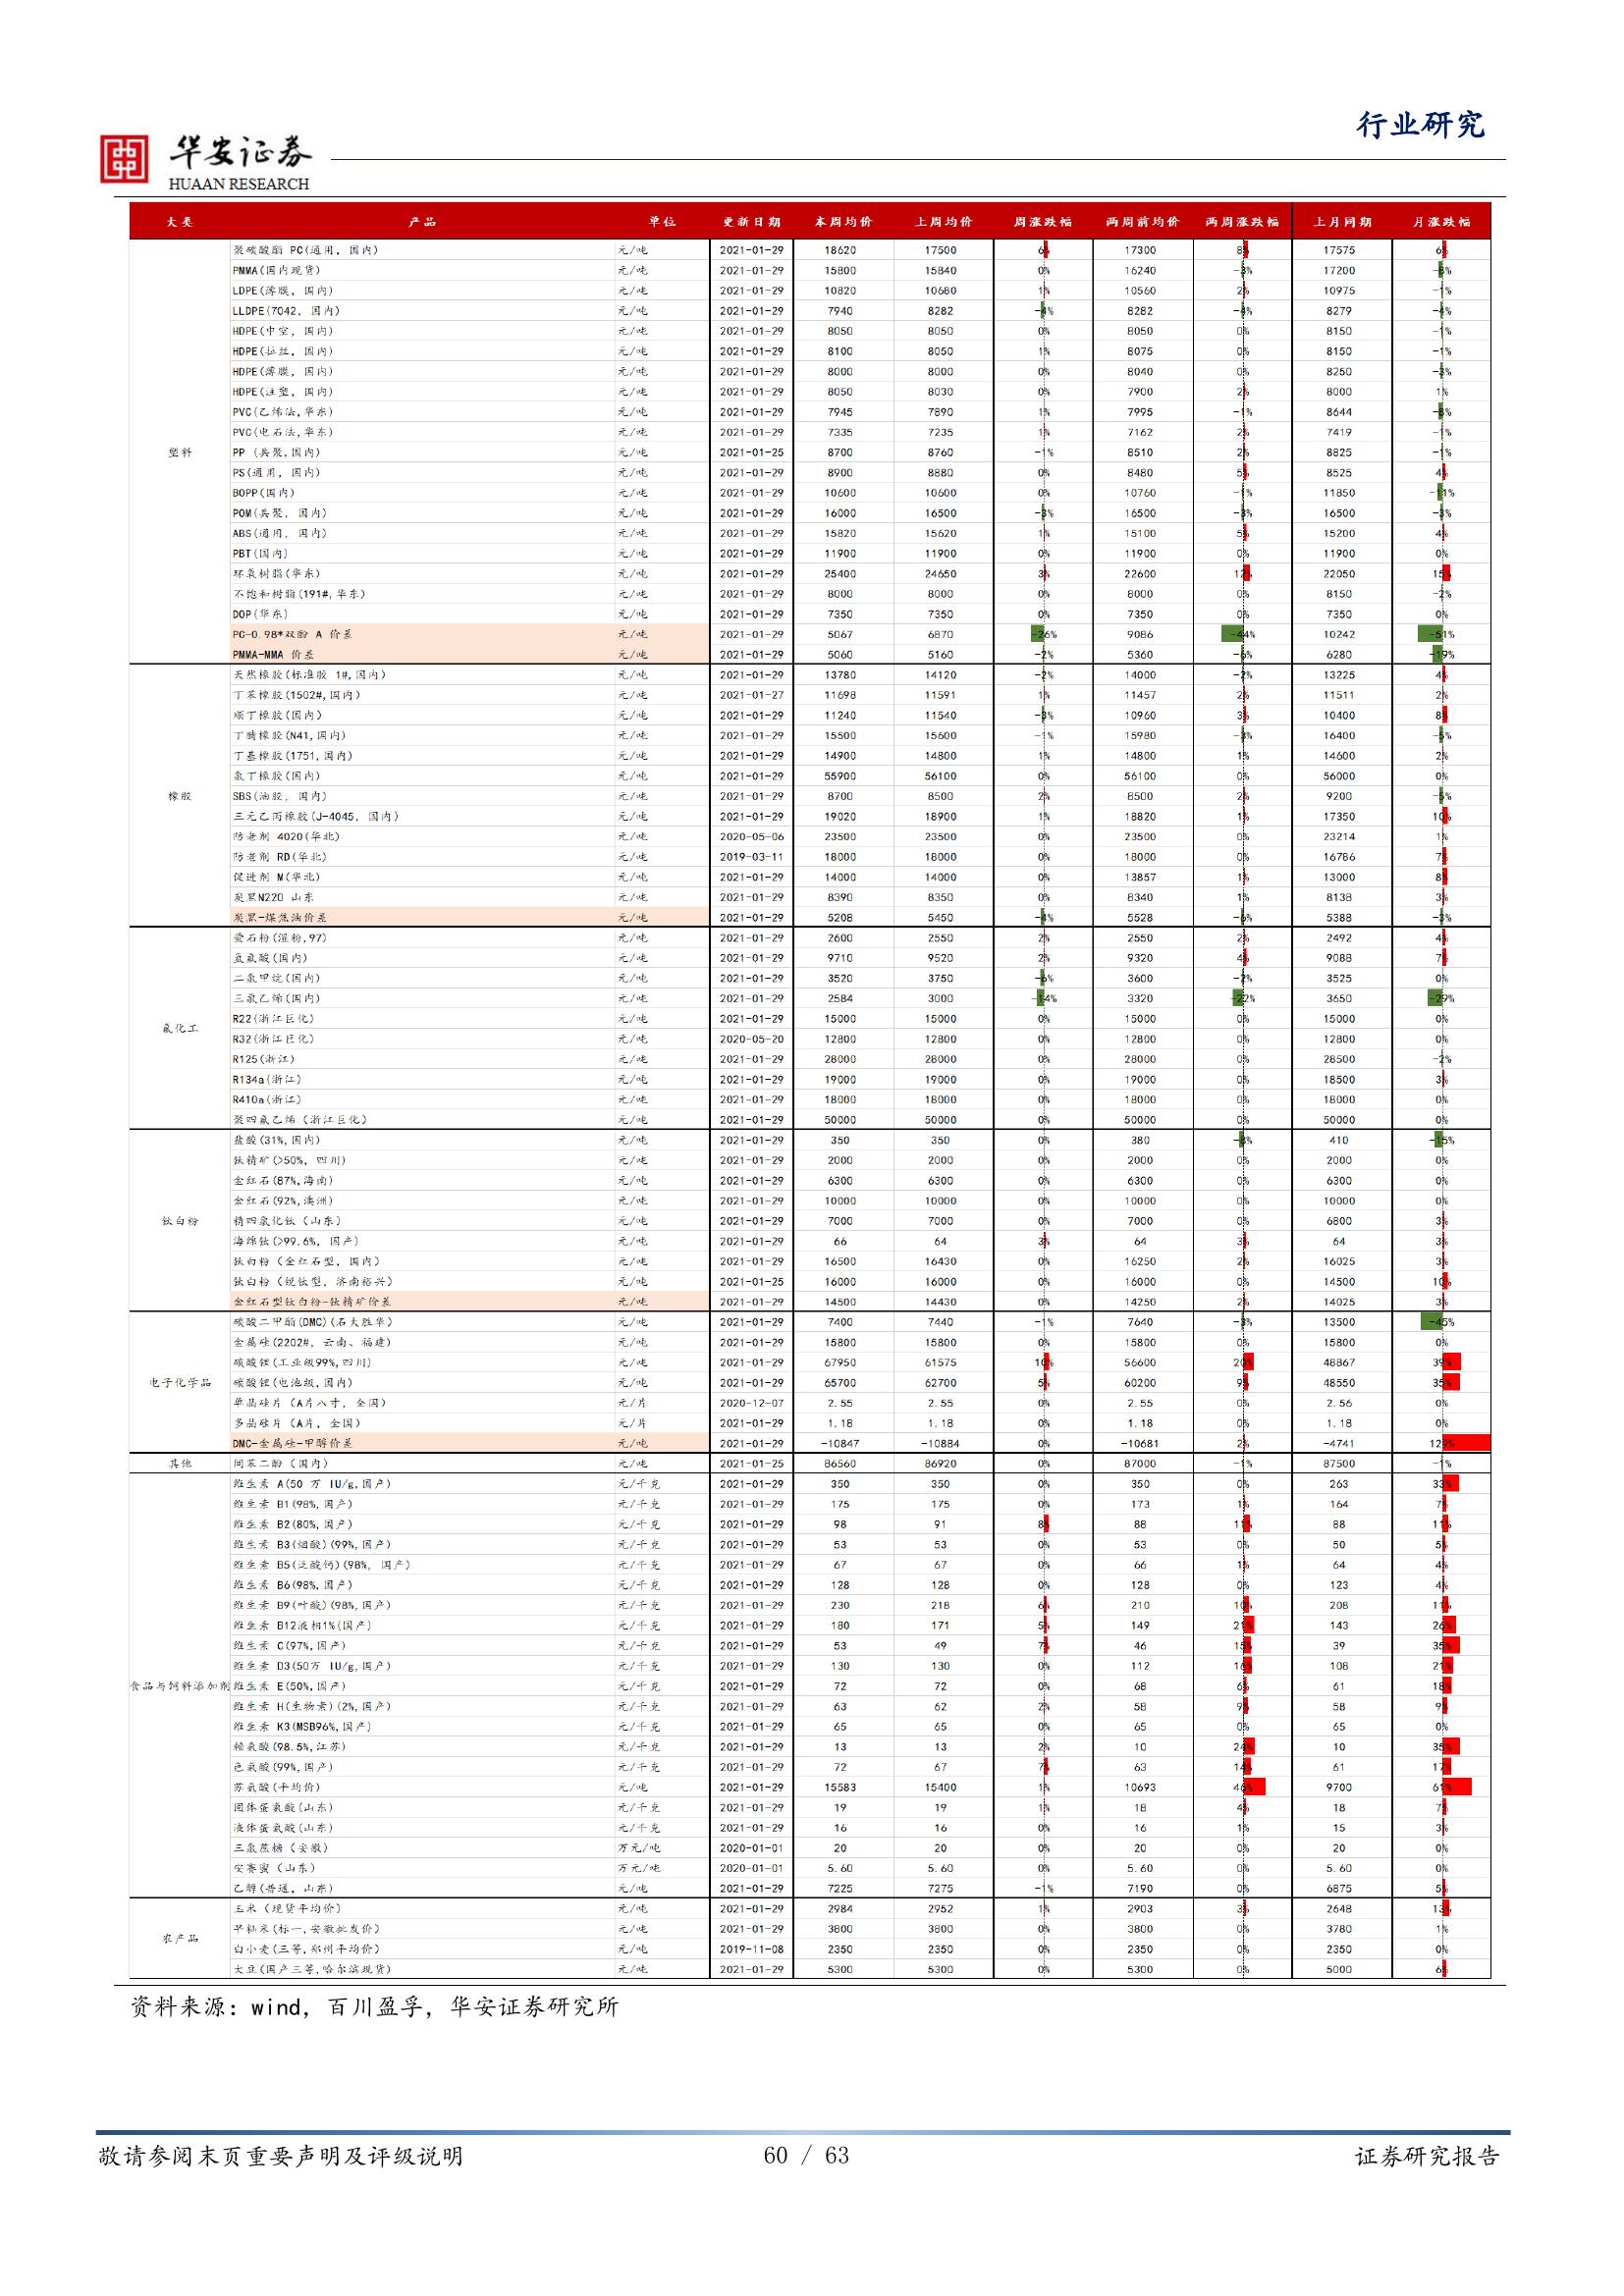 行业研究
华安证券
HUAAN RESEARCH
大类 产品 单位 更新日期 本周均价 上周均价 周涨跌幅 两周前均价 两周涨跌幅 上月同期 月涨跌幅
聚碳酸酯 PC(通用, 国内) 元/吨 2021-01-29 18620 17500 6% 17300 8% 17575 6%
PMMA(国内现货) 元/吨 2021-01-29 15800 15840 0% 16240 -3% 17200 -8%
LDPE(薄膜, 国内) 元/吨 2021-01-29 10820 10680 1% 10560 2% 10975 -1%
LLDPE(7042, 国内) 元/吨 2021-01-29 7940 8282 -4% 8282 -4% 8279 -4%
HDPE(中空, 国内) 元/吨 2021-01-29 8050 8050 0% 8050 0% 8150 -1%
HDPE(拉丝, 国内) 元/吨 2021-01-29 8100 8050 1% 8075 0% 8150 -1%
HDPE(薄膜, 国内) 元/吨 2021-01-29 8000 8000 0% 8040 0% 8250 -3%
HDPE(注塑, 国内) 元/吨 2021-01-29 8050 8030 0% 7900 2% 8000 1%
PVC(乙烯法,华东) 元/吨 2021-01-29 7945 7890 1% 7995 -1% 8644 -8%
PVC(电石法,华东) 元/吨 2021-01-29 7335 7235 1% 7162 2% 7419 -1%
塑料 PP (共聚,国内) 元/吨 2021-01-25 8700 8760 -1% 8510 2% 8825 -1%
PS(通用, 国内) 元/吨 2021-01-29 8900 8880 0% 8480 5% 8525 4%
BOPP(国内) 元/吨 2021-01-29 10600 10600 0% 10760 -1% 11850 -11%
POM(共聚, 国内) 元/吨 2021-01-29 16000 16500 -3% 16500 -3% 16500 -3%
ABS(通用, 国内) 元/吨 2021-01-29 15820 15620 1% 15100 5% 15200 4%
PBT(国内) 元/吨 2021-01-29 11900 11900 0% 11900 0% 11900 0%
环氧树脂(华东) 元/吨 2021-01-29 25400 24650 3% 22600 12% 22050 15%
不饱和树脂(191#,华东) 元/吨 2021-01-29 8000 8000 0% 8000 0% 8150 -2%
DOP(华东) 元/吨 2021-01-29 7350 7350 0% 7350 0% 7350 0%
PC-0.98*双酚 A 价差 元/吨 2021-01-29 5067 6870 -26% 9086 -44% 10242 -51%
PMMA-MMA 价差 元/吨 2021-01-29 5060 5160 -2% 5360 -6% 6280 -19%
天然橡胶(标准胶 1#,国内) 元/吨 2021-01-29 13780 14120 -2% 14000 -2% 13225 4%
丁苯橡胶(1502#,国内) 元/吨 2021-01-27 11698 11591 1% 11457 2% 11511 2%
顺丁橡胶(国内) 元/吨 2021-01-29 11240 11540 -3% 10960 3% 10400 8%
丁腈橡胶(N41,国内) 元/吨 2021-01-29 15500 15600 -1% 15980 -3% 16400 -5%
丁基橡胶(1751,国内) 元/吨 2021-01-29 14900 14800 1% 14800 1% 14600 2%
氯丁橡胶(国内) 元/吨 2021-01-29 55900 56100 0% 56100 0% 56000 0%
橡胶 SBS(油胶, 国内) 元/吨 2021-01-29 8700 8500 2% 8500 2% 9200 -5%
三元乙丙橡胶(J-4045, 国内) 元/吨 2021-01-29 19020 18900 1% 18820 1% 17350 10%
防老剂 4020(华北) 元/吨 2020-05-06 23500 23500 0% 23500 0% 23214 1%
防老剂 RD(华北) 元/吨 2019-03-11 18000 18000 0% 18000 0% 16786 7%
促进剂 M(华北) 元/吨 2021-01-29 14000 14000 0% 13857 1% 13000 8%
炭黑N220 山东 元/吨 2021-01-29 8390 8350 0% 8340 1% 8138 3%
炭黑-煤焦油价差 元/吨 2021-01-29 5208 5450 -4% 5528 -6% 5388 -3%
萤石粉(湿粉,97) 元/吨 2021-01-29 2600 2550 2% 2550 2% 2492 4%
氢氟酸(国内) 元/吨 2021-01-29 9710 9520 2% 9320 4% 9088 7%
二氯甲烷(国内) 元/吨 2021-01-29 3520 3750 -6% 3600 -2% 3525 0%
三氯乙烯(国内) 元/吨 2021-01-29 2584 3000 -14% 3320 -22% 3650 -29%
R22(浙江巨化) 元/吨 2021-01-29 15000 15000 0% 15000 0% 15000 0%
氟化工 R32(浙江巨化) 元/吨 2020-05-20 12800 12800 0% 12800 0% 12800 0%
R125(浙江) 元/吨 2021-01-29 28000 28000 0% 28000 0% 28500 -2%
R134a(浙江) 元/吨 2021-01-29 19000 19000 0% 19000 0% 18500 3%
R410a(浙江) 元/吨 2021-01-29 18000 18000 0% 18000 0% 18000 0%
聚四氟乙烯 (浙江巨化) 元/吨 2021-01-29 50000 50000 0% 50000 0% 50000 0%
盐酸(31%,国内) 元/吨 2021-01-29 350 350 0% 380 -8% 410 -15%
钛精矿(>50%, 四川) 元/吨 2021-01-29 2000 2000 0% 2000 0% 2000 0%
金红石(87%,海南) 元/吨 2021-01-29 6300 6300 0% 6300 0% 6300 0%
金红石(92%,澳洲) 元/吨 2021-01-29 10000 10000 0% 10000 0% 10000 0%
钛白粉 精四氯化钛 (山东) 元/吨 2021-01-29 7000 7000 0% 7000 0% 6800 3%
海绵钛(>99.6%, 国产) 元/吨 2021-01-29 66 64 3% 64 3% 64 3%
钛白粉 (金红石型, 国内) 元/吨 2021-01-29 16500 16430 0% 16250 2% 16025 3%
钛白粉 (锐钛型, 济南裕兴) 元/吨 2021-01-25 16000 16000 0% 16000 0% 14500 10%
金红石型钛白粉-钛精矿价差 元/吨 2021-01-29 14500 14430 0% 14250 2% 14025 3%
碳酸二甲酯(DMC)(石大胜华) 元/吨 2021-01-29 7400 7440 -1% 7640 -3% 13500 -45%
金属硅(2202#, 云南、福建) 元/吨 2021-01-29 15800 15800 0% 15800 0% 15800 0%
碳酸锂(工业级99%,四川) 元/吨 2021-01-29 67950 61575 10% 56600 20% 48867 39%
电子化学品 碳酸锂(电池级,国内) 元/吨 2021-01-29 65700 62700 5% 60200 9% 48550 35%
单晶硅片 (A片八寸, 全国) 元/片 2020-12-07 2.55 2.55 0% 2.55 0% 2.56 0%
多晶硅片 (A片, 全国) 元/片 2021-01-29 1.18 1.18 0% 1.18 0% 1.18 0%
DMC-金属硅-甲醇价差 元/吨 2021-01-29 -10847 -10884 0% -10681 2% -4741 129%
其他 间苯二酚 (国内) 元/吨 2021-01-25 86560 86920 0% 87000 -1% 87500 -1%
维生素 A(50 万 IU/g,国产) 元/千克 2021-01-29 350 350 0% 350 0% 263 33%
维生素 B1(98%,国产) 元/千克 2021-01-29 175 175 0% 173 1% 164 7%
维生素 B2(80%,国产) 元/千克 2021-01-29 98 91 8% 88 11% 88 11%
维生素 B3(烟酸)(99%,国产) 元/千克 2021-01-29 53 53 0% 53 0% 50 5%
维生素 B5(泛酸钙)(98%, 国产) 元/千克 2021-01-29 67 67 0% 66 1% 64 4%
维生素 B6(98%,国产) 元/千克 2021-01-29 128 128 0% 128 0% 123 4%
维生素 B9(叶酸)(98%,国产) 元/千克 2021-01-29 230 218 6% 210 10% 208 11%
维生素 B12液相1%(国产) 元/千克 2021-01-29 180 171 5% 149 21% 143 26%
维生素 C(97%,国产) 元/千克 2021-01-29 53 49 7% 46 15% 39 35%
维生素 D3(50万 IU/g,国产) 元/千克 2021-01-29 130 130 0% 112 16% 108 21%
食品与饲料添加剂 维生素 E(50%,国产) 元/千克 2021-01-29 72 72 0% 68 6% 61 18%
维生素 H(生物素)(2%,国产) 元/千克 2021-01-29 63 62 2% 58 9% 58 9%
维生素 K3(MSB96%,国产) 元/千克 2021-01-29 65 65 0% 65 0% 65 0%
赖氨酸(98.5%,江苏) 元/千克 2021-01-29 13 13 2% 10 24% 10 35%
色氨酸(99%,国产) 元/千克 2021-01-29 72 67 7% 63 14% 61 17%
苏氨酸(平均价) 元/吨 2021-01-29 15583 15400 1% 10693 46% 9700 61%
固体蛋氨酸(山东) 元/千克 2021-01-29 19 19 1% 18 4% 18 7%
液体蛋氨酸(山东) 元/千克 2021-01-29 16 16 0% 16 1% 15 3%
三氯蔗糖 (安徽) 万元/吨 2020-01-01 20 20 0% 20 0% 20 0%
安赛蜜 (山东) 万元/吨 2020-01-01 5.60 5.60 0% 5.60 0% 5.60 0%
乙醇(普通, 山东) 元/吨 2021-01-29 7225 7275 -1% 7190 0% 6875 5%
玉米 (现货平均价) 元/吨 2021-01-29 2984 2952 1% 2903 3% 2648 13%
早籼米(标一,安徽批发价) 元/吨 2021-01-29 3800 3800 0% 3800 0% 3780 1%
农产品 白小麦(三等,郑州平均价) 元/吨 2019-11-08 2350 2350 0% 2350 0% 2350 0%
大豆(国产三等,哈尔滨现货) 元/吨 2021-01-29 5300 5300 0% 5300 0% 5000 6%
资料来源：wind，百川盈孚，华安证券研究所
敬请参阅末页重要声明及评级说明 60 / 63 证券研究报告